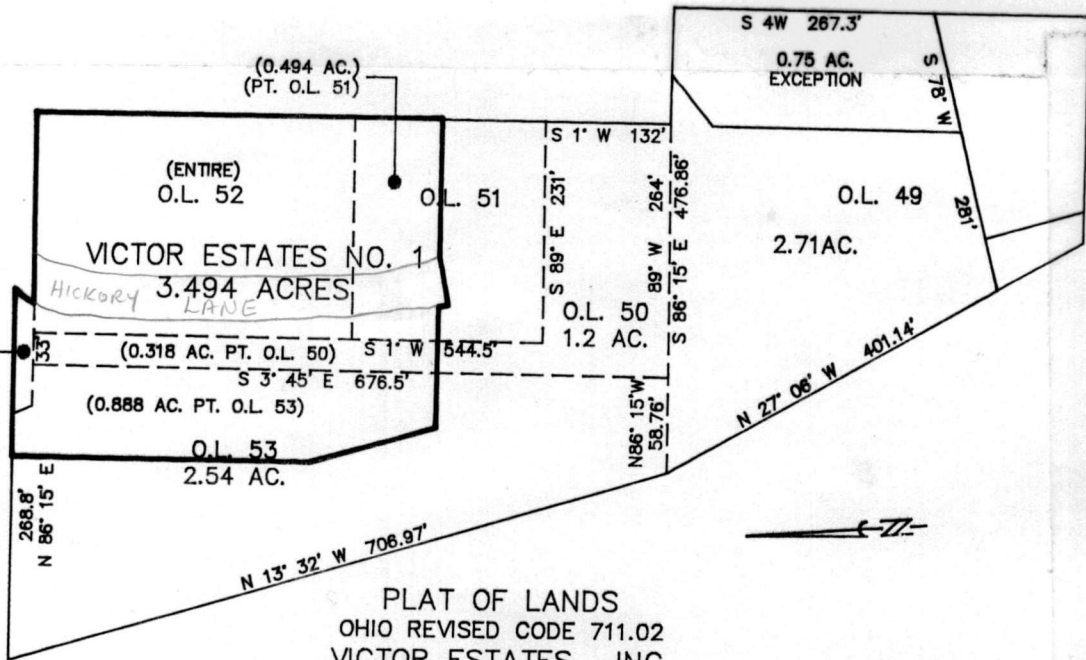 S 4W 267.3'
0.75 AC.
EXCEPTION
S 78° W
281'
(0.494 AC.)
(PT. O.L. 51)
(ENTIRE)
O.L. 52
O.L. 51
S 1° W 132'
S 89° E 231'
89° W 264'
S 86° 15' E 476.86'
O.L. 49
2.71AC.
VICTOR ESTATES NO. 1
3.494 ACRES
HICKORY LANE
O.L. 50
1.2 AC.
33'
(0.318 AC. PT. O.L. 50)
S 1° W 544.5'
S 3° 45' E 676.5'
(0.888 AC. PT. O.L. 53)
O.L. 53
2.54 AC.
N86° 15'W
58.76'
N 27° 06' W 401.14'
268.8'
N 86° 15' E
N 13° 32' W 706.97'
N
PLAT OF LANDS
OHIO REVISED CODE 711.02
VICTOR ESTATES, INC.